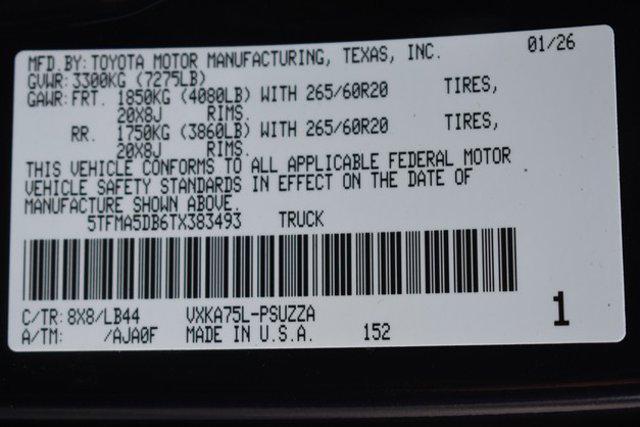 MFD.BY:TOYOTA MOTOR MANUFACTURING, TEXAS, INC. 01/26
GVWR:3300KG (7275LB)
GAWR:FRT. 1850KG (4080LB) WITH 265/60R20 TIRES,
20X8J RIMS.
RR. 1750KG (3860LB) WITH 265/60R20 TIRES,
20X8J RIMS.
THIS VEHICLE CONFORMS TO ALL APPLICABLE FEDERAL MOTOR
VEHICLE SAFETY STANDARDS IN EFFECT ON THE DATE OF
MANUFACTURE SHOWN ABOVE.
5TFMA5DB6TX383493 TRUCK
C/TR:8X8/LB44 VXKA75L-PSUZZA 1
A/TM: /AJA0F MADE IN U.S.A. 152